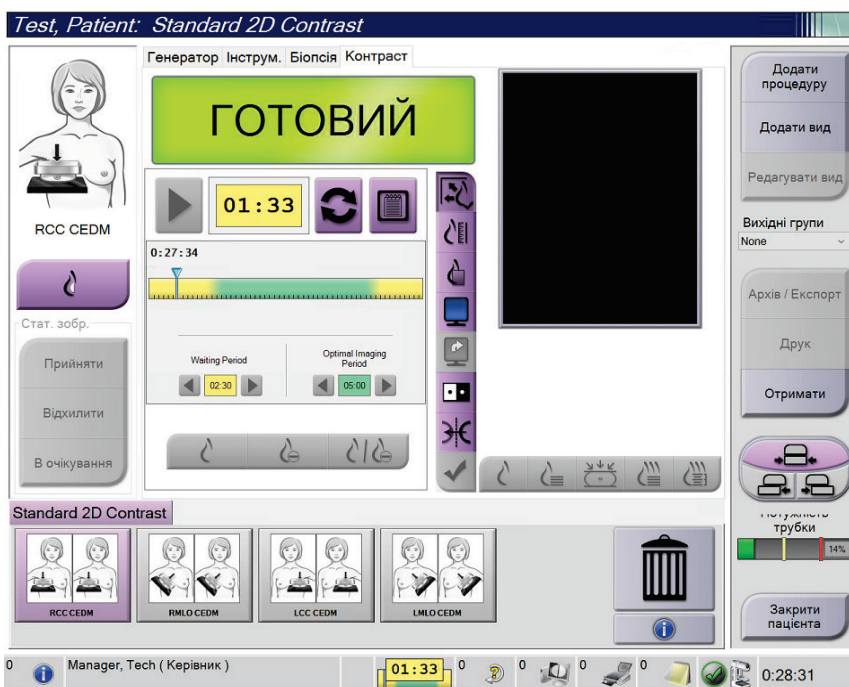 Test, Patient: Standard 2D Contrast
Генератор Інструм. Біопсія Контраст
ГОТОВИЙ
01:33
0:27:34
Waiting Period
Optimal Imaging
Period
02:30
05:00
RCC CEDM
Стат. зобр.
Прийняти
Відхилити
В очікування
Додати
процедуру
Додати вид
Редагувати вид
Вихідні групи
None
Архів / Експорт
Друк
Отримати
Потужність
трубки
14%
Закрити
пацієнта
Standard 2D Contrast
RCC CEDM
RMLO CEDM
LCC CEDM
LMLO CEDM
0
Manager, Tech ( Керівник )
01:33
0
0
0
0
0:28:31